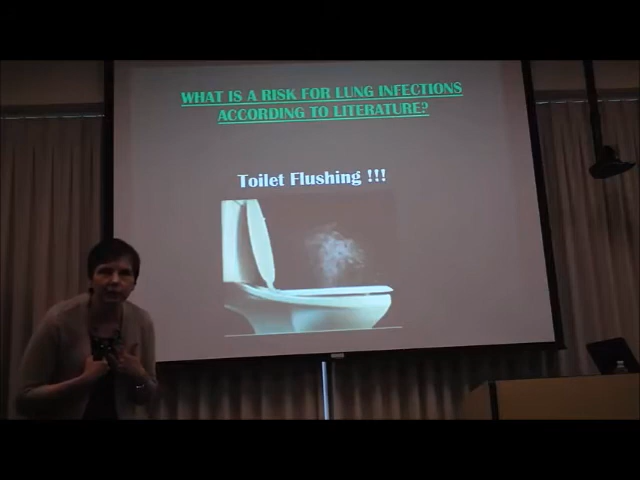 WHAT IS A RISK FOR LUNG INFECTIONS
ACCORDING TO LITERATURE?
Toilet Flushing !!!